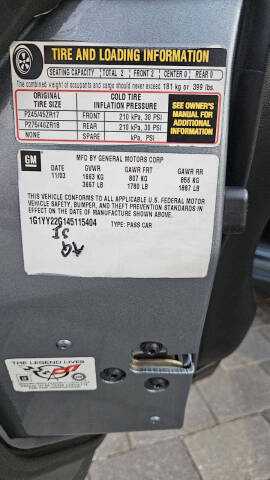 TIRE AND LOADING INFORMATION
SEATING CAPACITY TOTAL 2 FRONT 2 CENTER 0 REAR 0
The combined weight of occupants and cargo should never exceed 181 kg or 399 lbs.
ORIGINAL TIRE SIZE COLD TIRE INFLATION PRESSURE
P245/45ZR17 FRONT 210 kPa, 30 PSI
P275/40ZR18 REAR 210 kPa, 30 PSI
NONE SPARE kPa, PSI
SEE OWNER'S
MANUAL FOR
ADDITIONAL
INFORMATION
GM MFG BY GENERAL MOTORS CORP
DATE GVWR GAWR FRT GAWR RR
11/03 1663 KG 807 KG 856 KG
3667 LB 1780 LB 1887 LB
THIS VEHICLE CONFORMS TO ALL APPLICABLE U.S. FEDERAL MOTOR
VEHICLE SAFETY, BUMPER, AND THEFT PREVENTION STANDARDS IN
EFFECT ON THE DATE OF MANUFACTURE SHOWN ABOVE.
1G1YY22G145115404 TYPE: PASS CAR
THE LEGEND LIVES